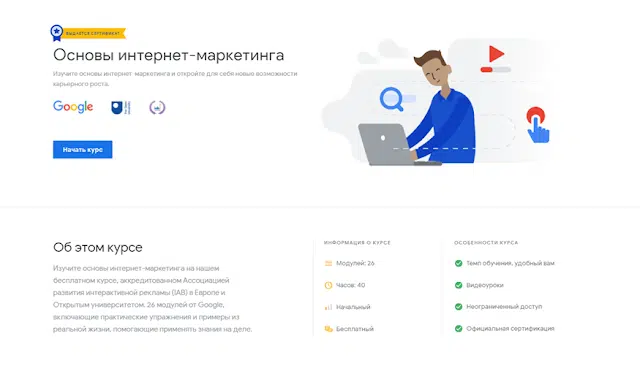 ВЫДАЁТСЯ СЕРТИФИКАТ
Основы интернет-маркетинга
Изучите основы интернет-маркетинга и откройте для себя новые возможности
карьерного роста.
Google
Начать курс
Об этом курсе
Изучите основы интернет-маркетинга на нашем
бесплатном курсе, аккредитованном Ассоциацией
развития интерактивной рекламы (IAB) в Европе и
Открытым университетом. 26 модулей от Google,
включающие практические упражнения и примеры из
реальной жизни, помогающие применять знания на деле.
ИНФОРМАЦИЯ О КУРСЕ
Модулей: 26
Часов: 40
Начальный
Бесплатный
ОСОБЕННОСТИ КУРСА
Темп обучения, удобный вам
Видеоуроки
Неограниченный доступ
Официальная сертификация